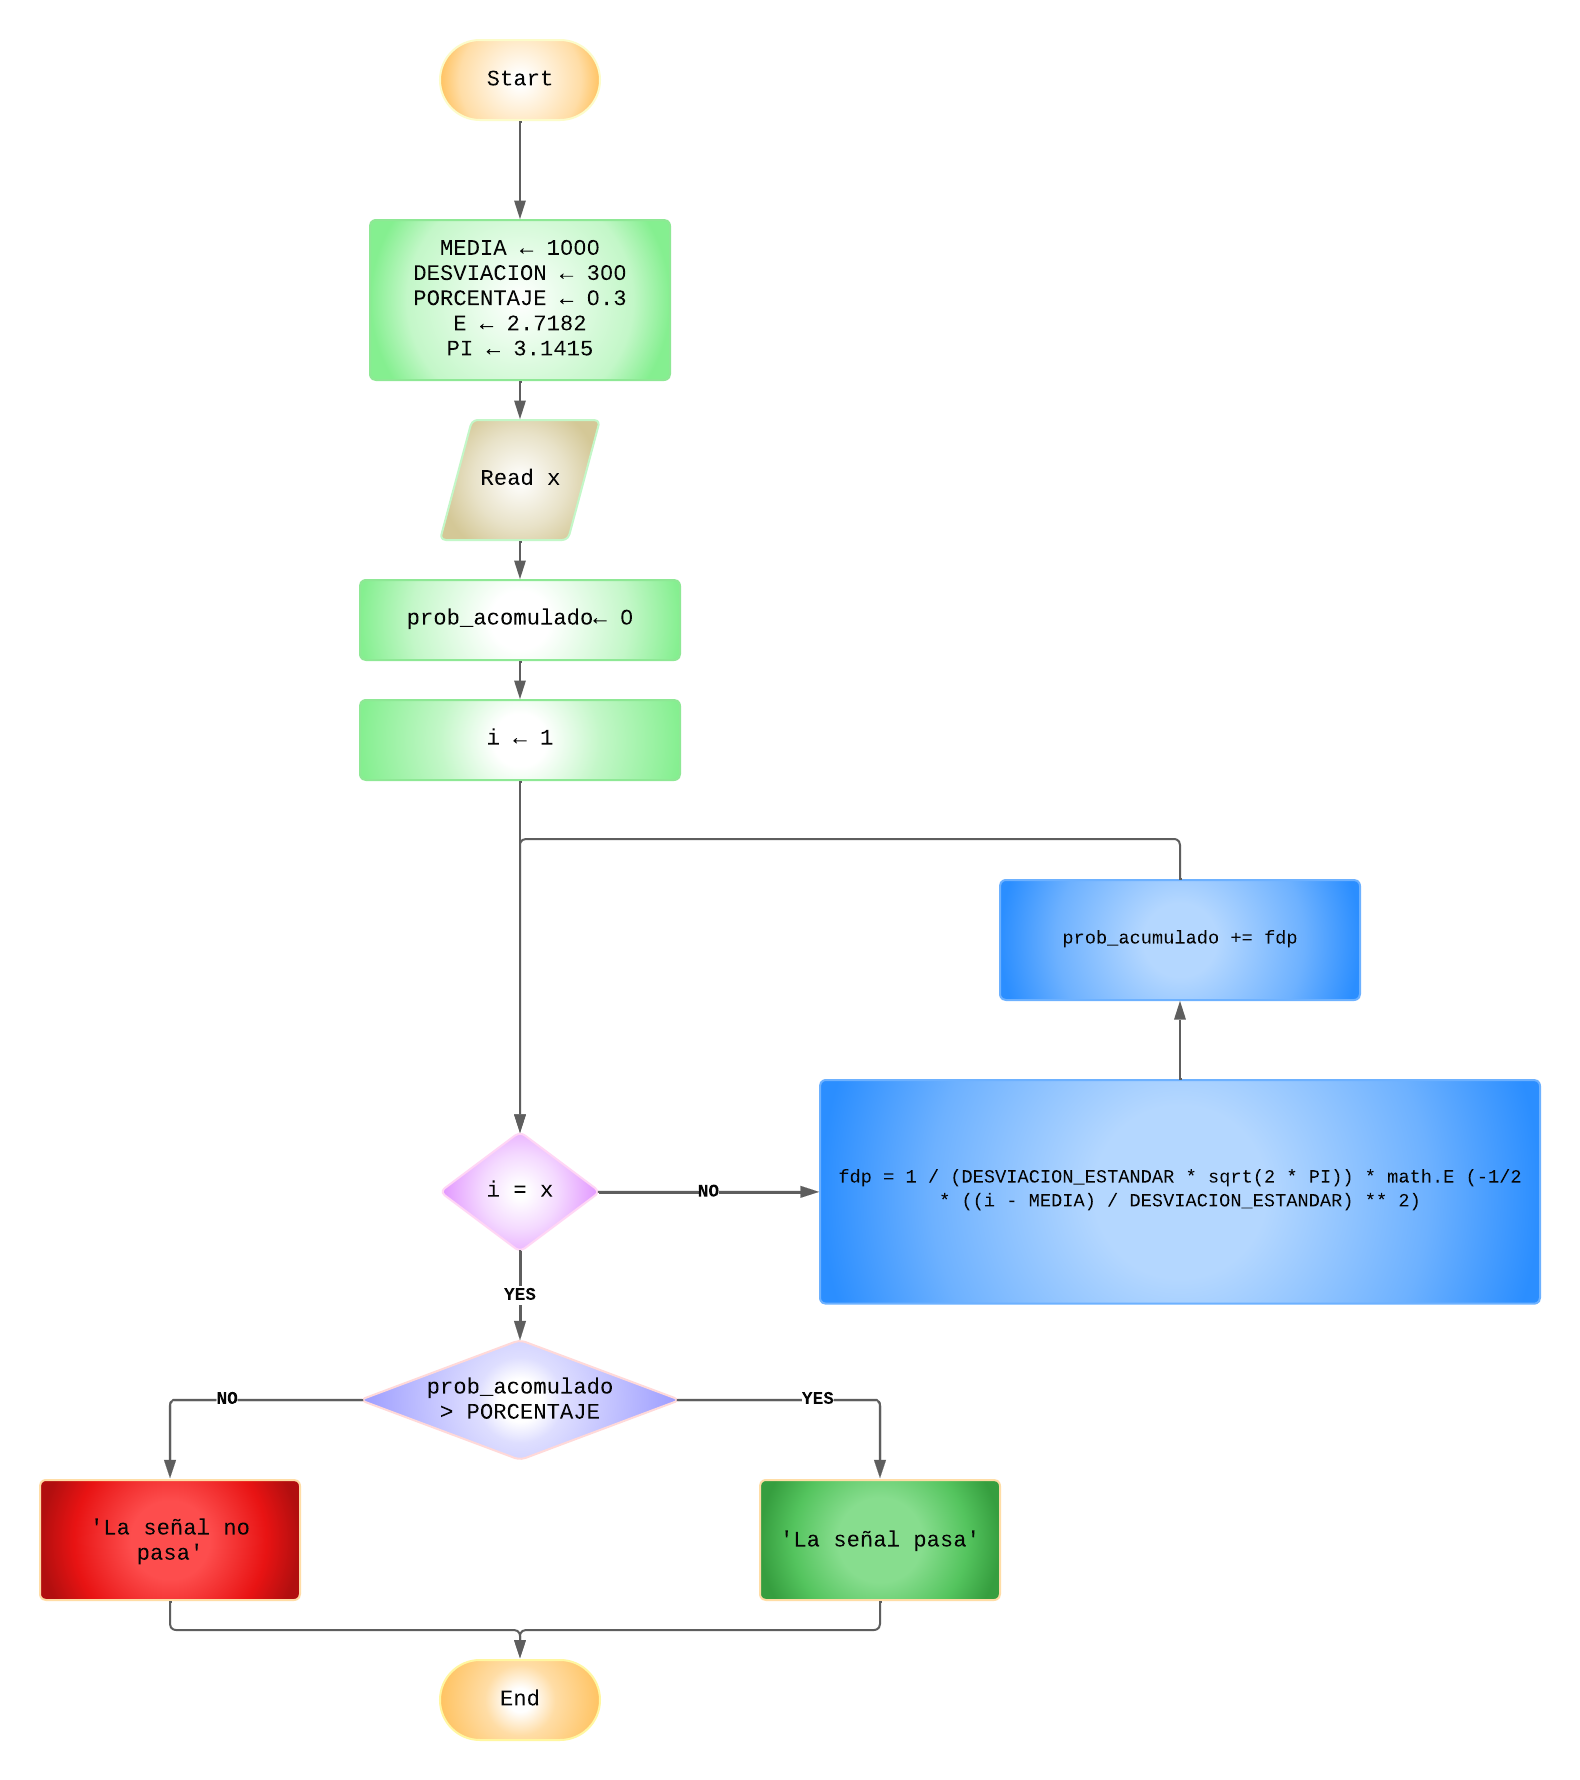 Start
MEDIA ← 1000
DESVIACION ← 300
PORCENTAJE ← 0.3
E ← 2.7182
PI ← 3.1415
Read x
prob_acomulado← 0
i ← 1
prob_acumulado += fdp
fdp = 1 / (DESVIACION_ESTANDAR * sqrt(2 * PI)) * math.E (-1/2
* ((i - MEDIA) / DESVIACION_ESTANDAR) ** 2)
i = x
NO
YES
prob_acomulado
> PORCENTAJE
NO
YES
'La señal no
pasa'
'La señal pasa'
End